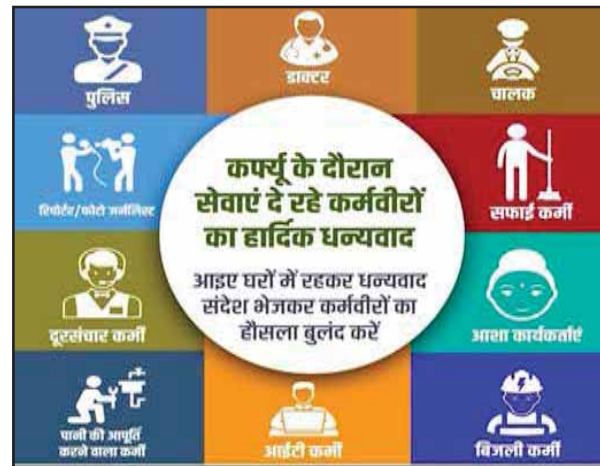 पुलिस
डाक्टर
चालक
रिपोर्टर/फोटो जर्नलिस्ट
कर्फ्यू के दौरान
सेवाएं दे रहे कर्मवीरों
का हार्दिक धन्यवाद
आइए घरों में रहकर धन्यवाद
संदेश भेजकर कर्मवीरों का
हौसला बुलंद करें
सफाई कर्मी
दूरसंचार कर्मी
आशा कार्यकर्ताएं
पानी की आपूर्ति
करने वाला कर्मी
आईटी कर्मी
बिजली कर्मी